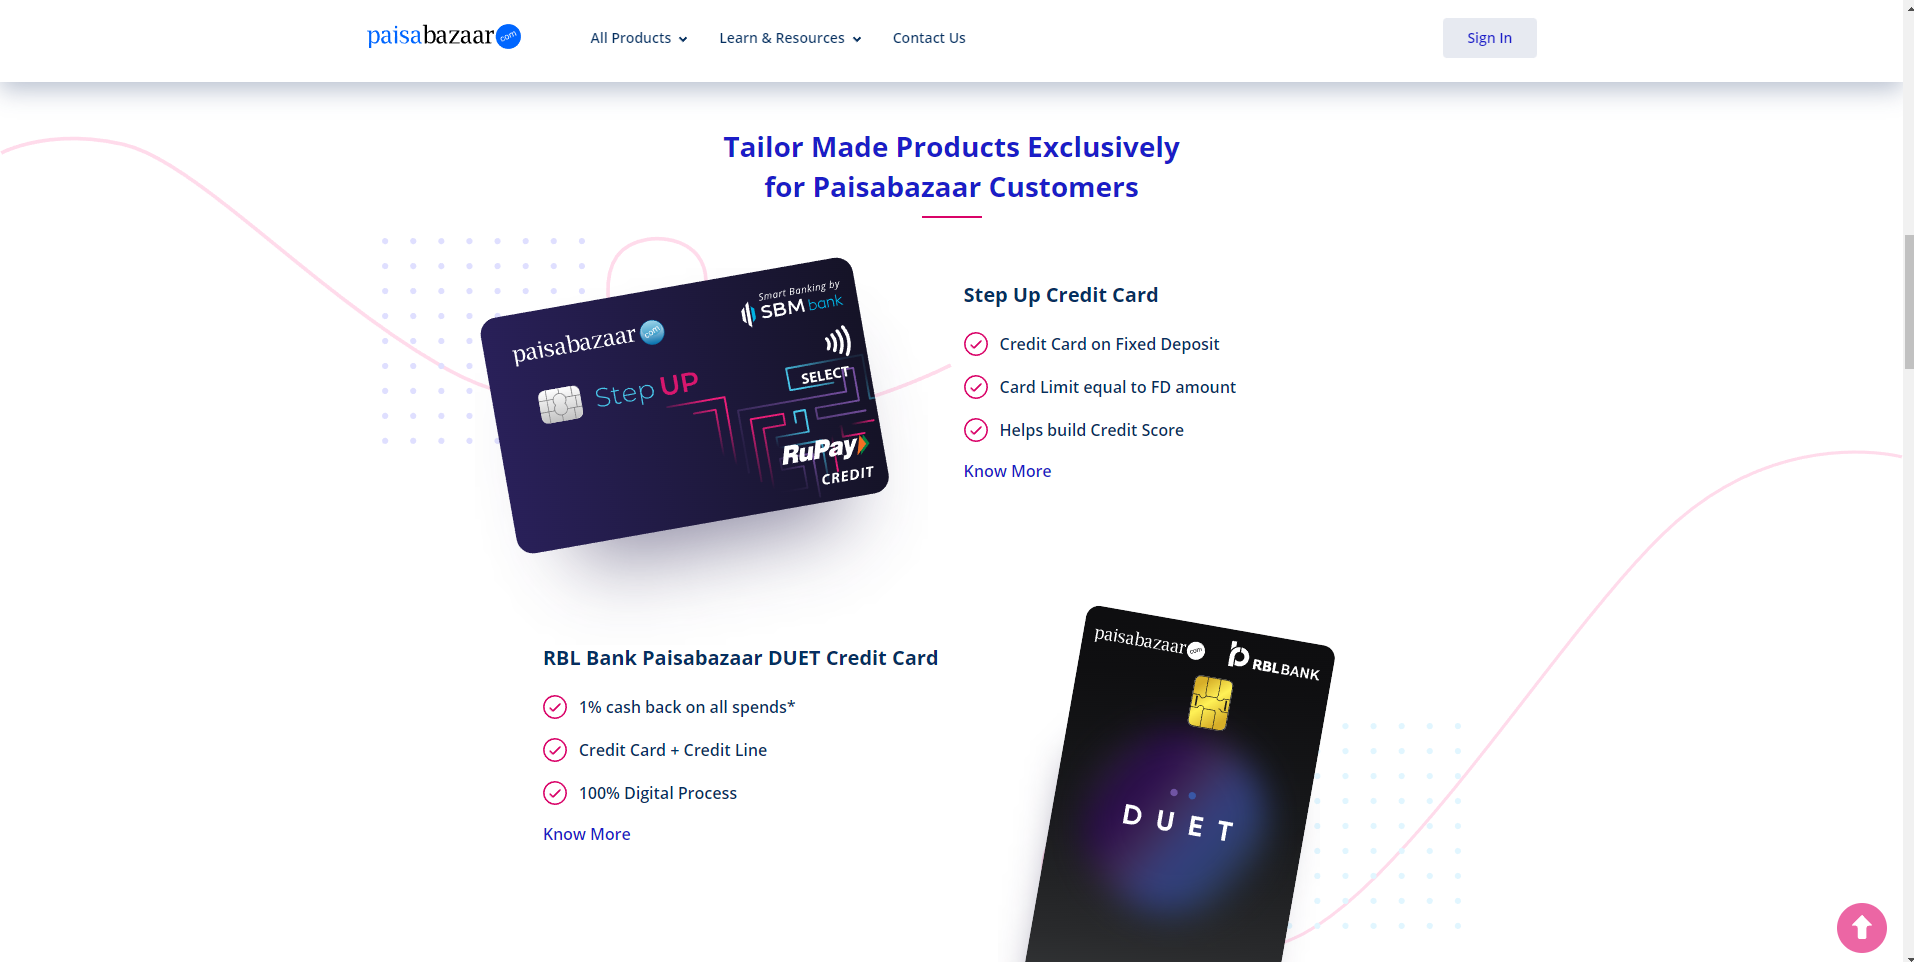 paisabazaar com
All Products
Learn & Resources
Contact Us
Sign In
Tailor Made Products Exclusively
for Paisabazaar Customers
Smart Banking by
SBM bank
paisabazaar com
Step UP
SELECT
RuPay
CREDIT
Step Up Credit Card
Credit Card on Fixed Deposit
Card Limit equal to FD amount
Helps build Credit Score
Know More
RBL Bank Paisabazaar DUET Credit Card
1% cash back on all spends*
Credit Card + Credit Line
100% Digital Process
Know More
paisabazaar com
RBLBANK
DUET